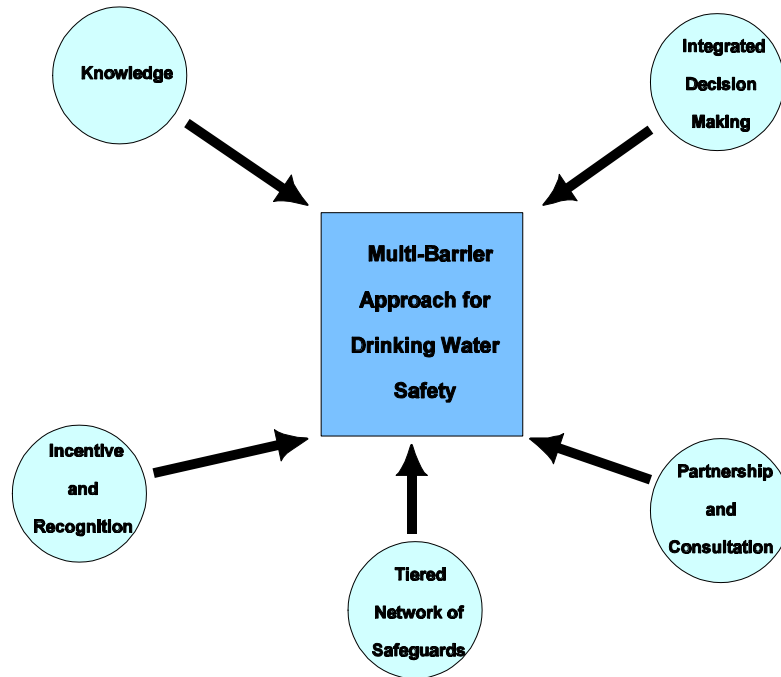 Knowledge
Integrated
Decision
Making
Multi-Barrier
Approach for
Drinking Water
Safety
Incentive
and
Recognition
Tiered
Network of
Safeguards
Partnership
and
Consultation